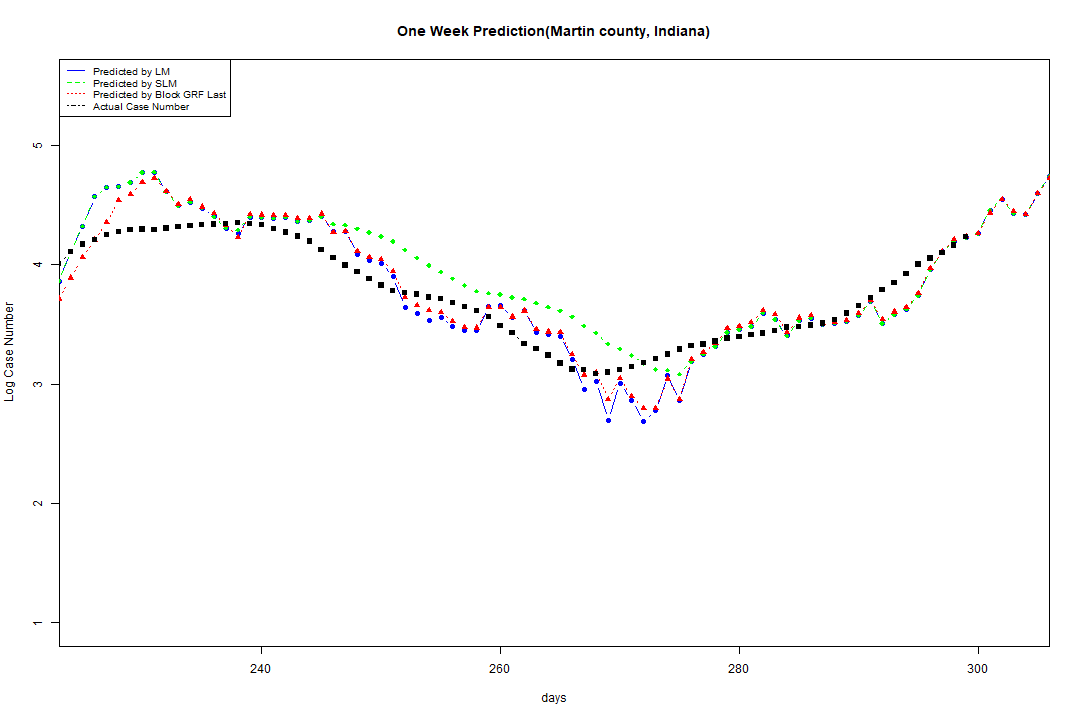 One Week Prediction(Martin county, Indiana)
Predicted by LM
Predicted by SLM
Predicted by Block GRF Last
Actual Case Number
5
4
3
2
1
Log Case Number
240 260 280 300
days